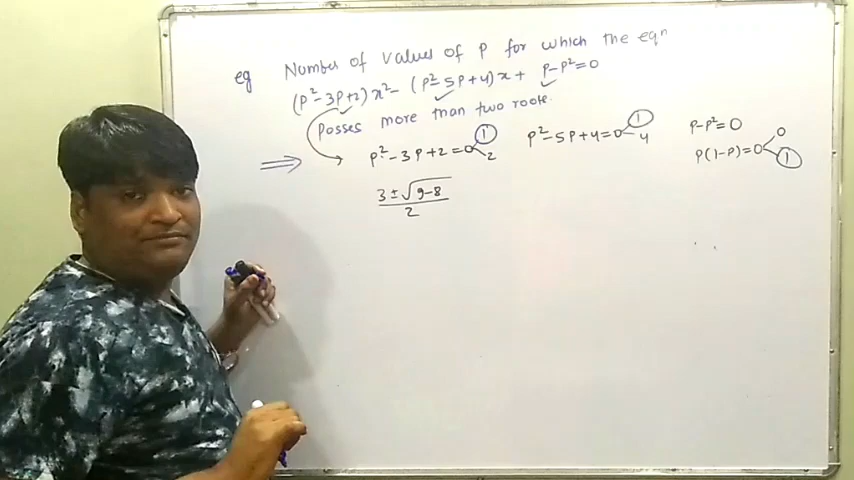 eg Number of values of p for which the eqn
(p²-3p+2)x²-(p²-5p+4)x+ p-p²=0
Posses more than two roots.
⇒ p²-3p+2=0 1 2
p²-5p+4=0 1 4
p-p²=0
p(1-p)=0 0 1
3±√9-8
2